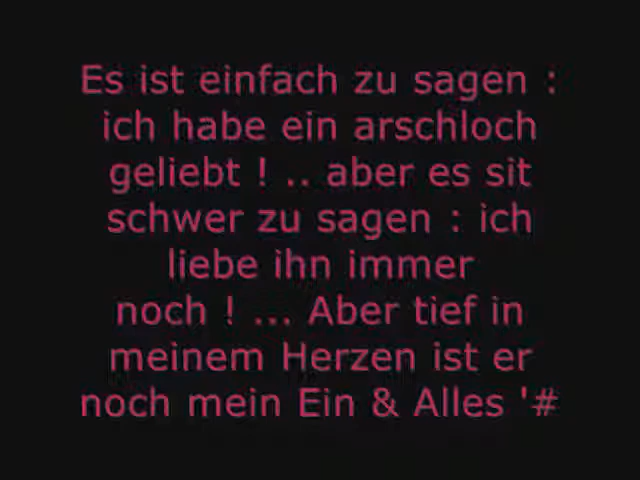 Es ist einfach zu sagen :
ich habe ein arschloch
geliebt ! .. aber es sit
schwer zu sagen : ich
liebe ihn immer
noch ! ... Aber tief in
meinem Herzen ist er
noch mein Ein & Alles '#